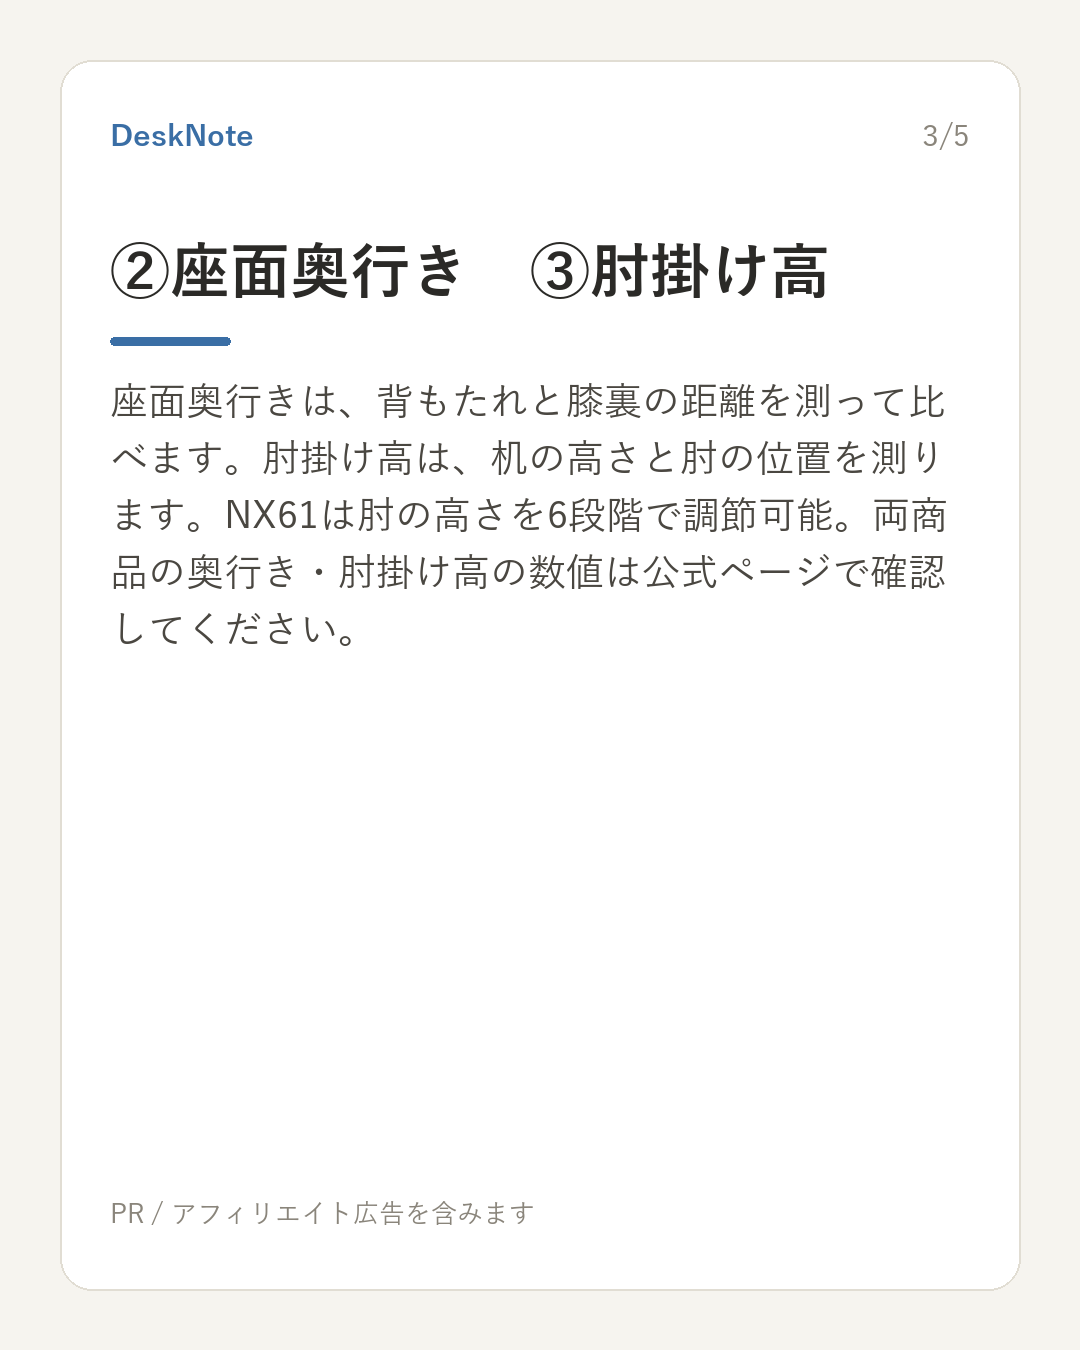 DeskNote
3/5
②座面奥行き　③肘掛け高
座面奥行きは、背もたれと膝裏の距離を測って比
べます。肘掛け高は、机の高さと肘の位置を測り
ます。NX61は肘の高さを6段階で調節可能。両商
品の奥行き・肘掛け高の数値は公式ページで確認
してください。
PR / アフィリエイト広告を含みます